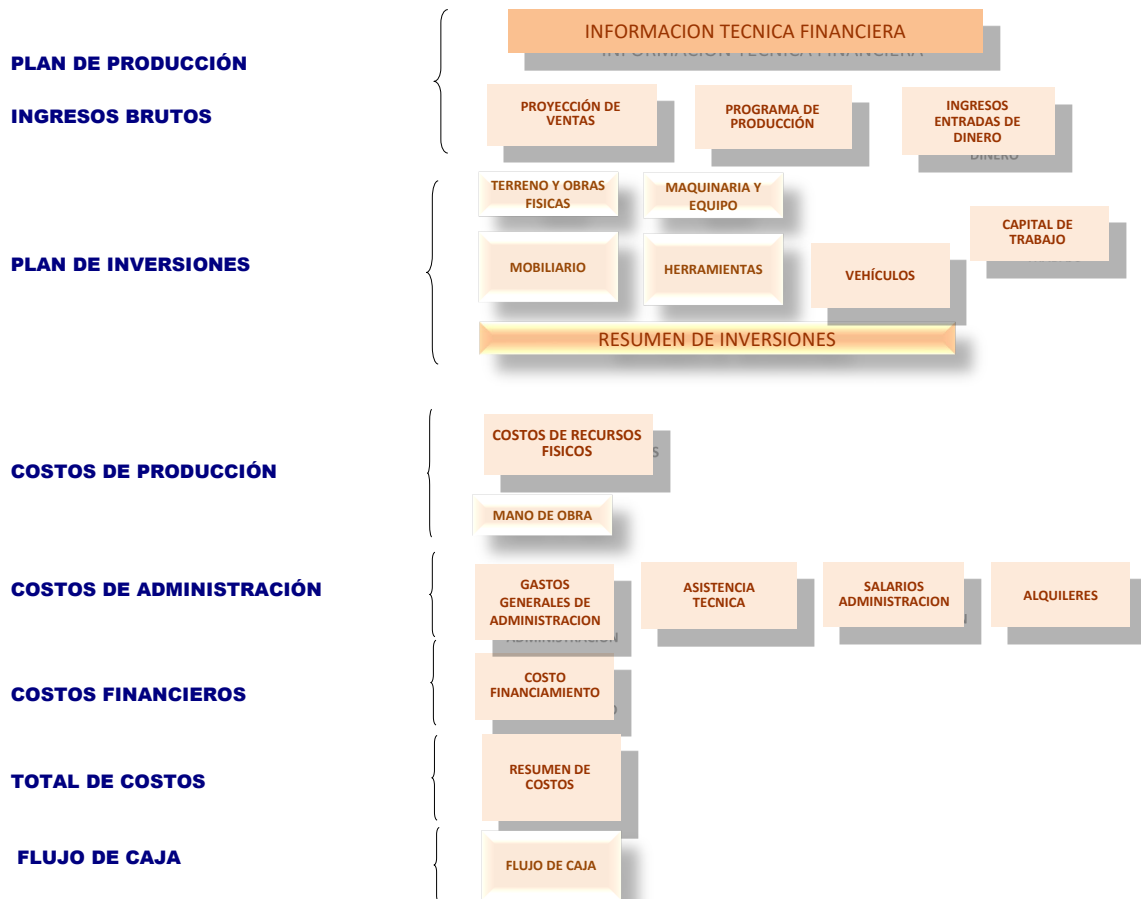 INFORMACION TECNICA FINANCIERA
PLAN DE PRODUCCIÓN
INGRESOS BRUTOS
PROYECCIÓN DE
VENTAS
PROGRAMA DE
PRODUCCIÓN
INGRESOS
ENTRADAS DE
DINERO
PLAN DE INVERSIONES
TERRENO Y OBRAS
FISICAS
MAQUINARIA Y
EQUIPO
MOBILIARIO
HERRAMIENTAS
VEHÍCULOS
CAPITAL DE
TRABAJO
RESUMEN DE INVERSIONES
COSTOS DE PRODUCCIÓN
COSTOS DE RECURSOS
FISICOS
MANO DE OBRA
COSTOS DE ADMINISTRACIÓN
GASTOS
GENERALES DE
ADMINISTRACION
ASISTENCIA
TECNICA
SALARIOS
ADMINISTRACION
ALQUILERES
COSTOS FINANCIEROS
COSTO
FINANCIAMIENTO
TOTAL DE COSTOS
RESUMEN DE
COSTOS
FLUJO DE CAJA
FLUJO DE CAJA